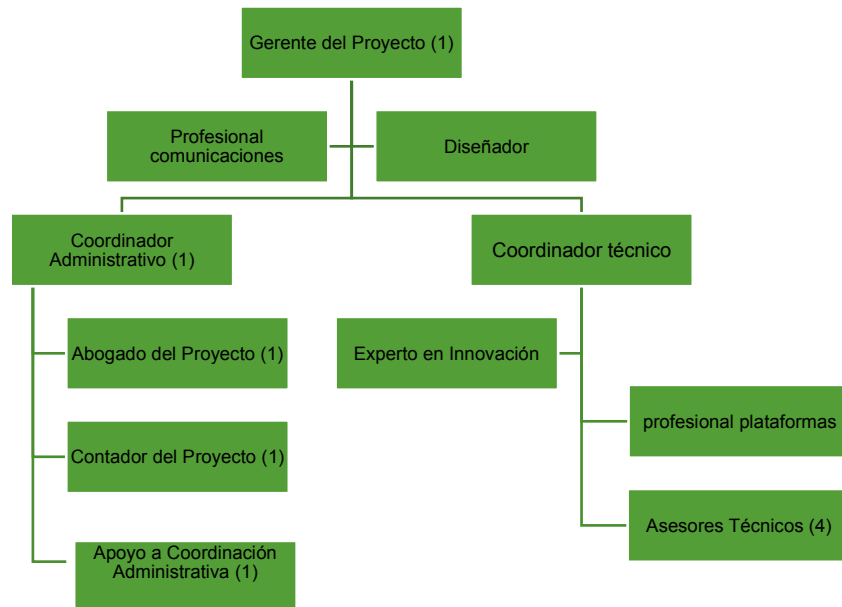 Gerente del Proyecto (1)
Profesional
comunicaciones
Diseñador
Coordinador
Administrativo (1)
Coordinador técnico
Abogado del Proyecto (1)
Experto en Innovación
profesional plataformas
Contador del Proyecto (1)
Asesores Técnicos (4)
Apoyo a Coordinación
Administrativa (1)